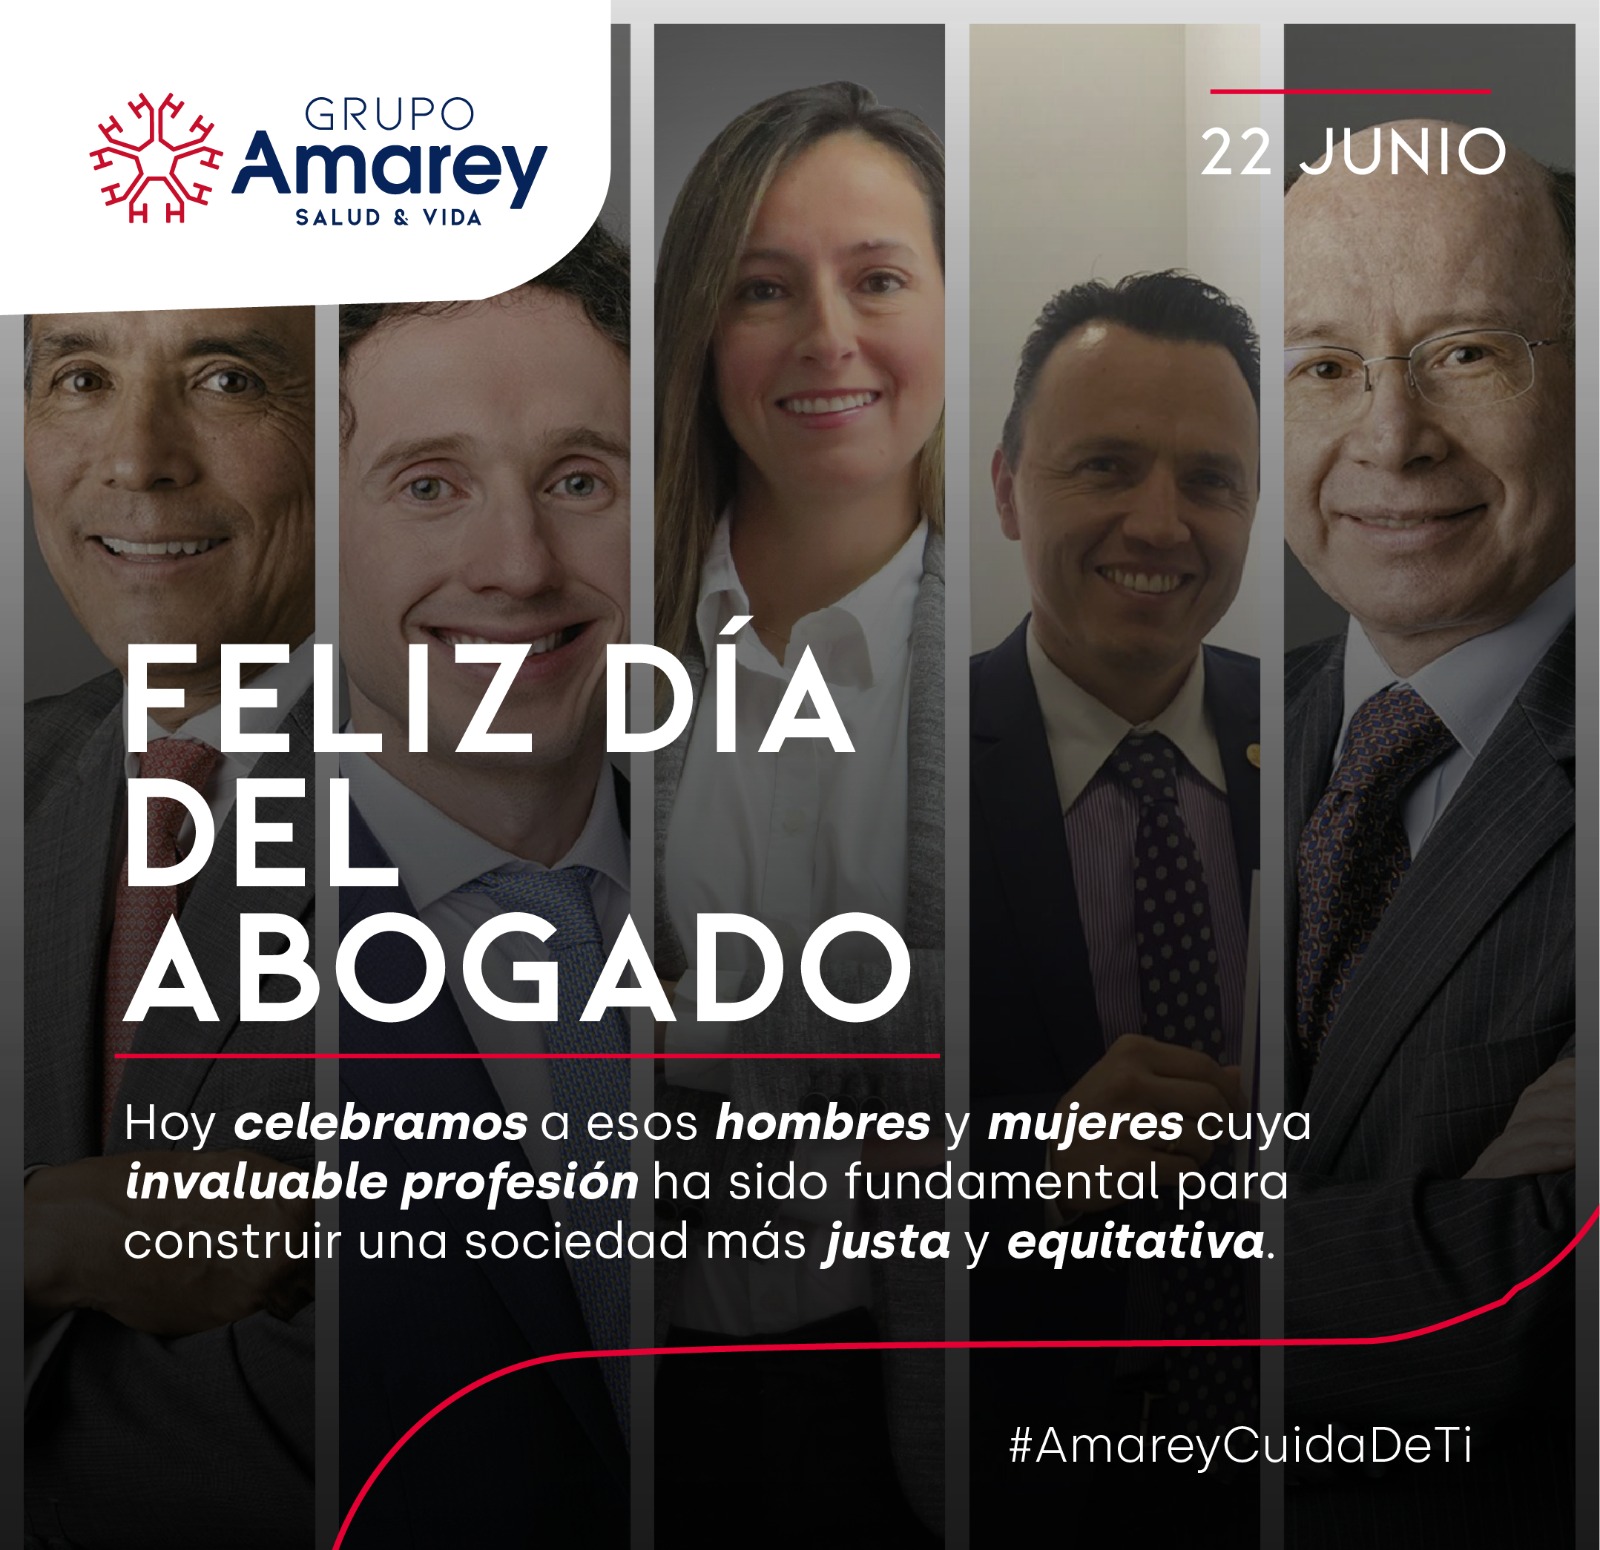 GRUPO
Amarey
SALUD & VIDA
22 JUNIO
FELIZ DÍA
DEL
ABOGADO
Hoy celebramos a esos hombres y mujeres cuya
invaluable profesión ha sido fundamental para
construir una sociedad más justa y equitativa.
#AmareyCuidaDeTi